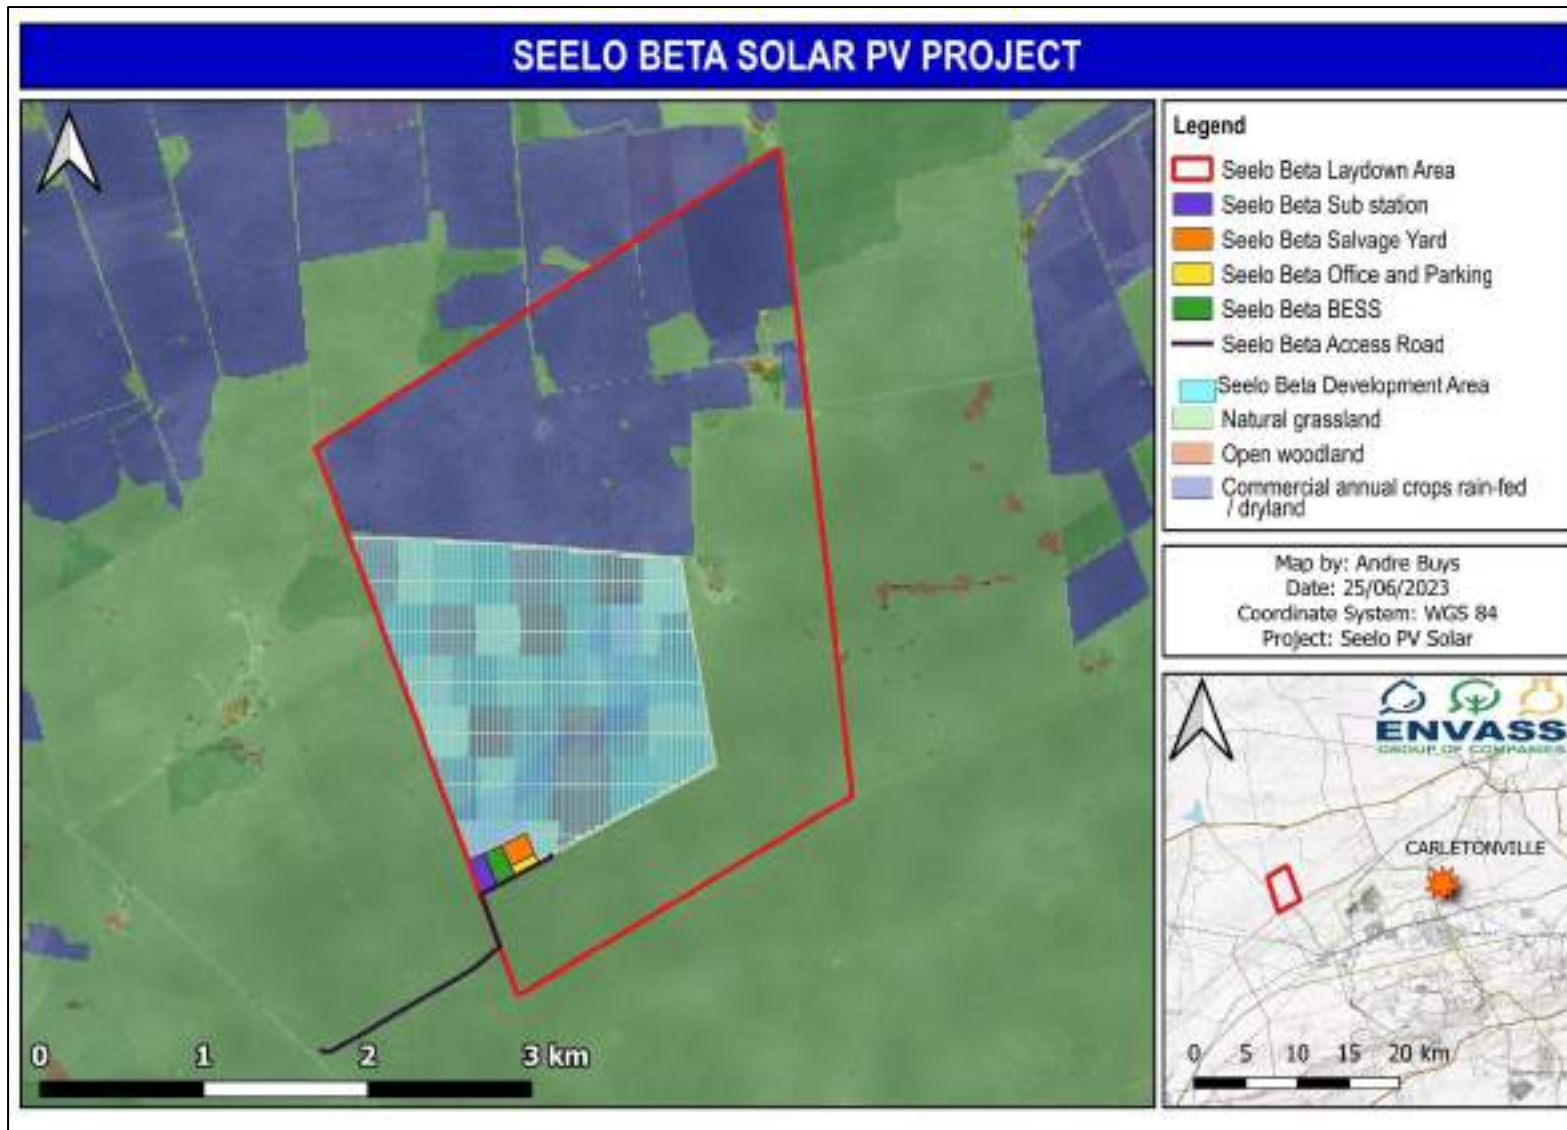 SEELO BETA SOLAR PV PROJECT
Legend
Seelo Beta Laydown Area
Seelo Beta Sub station
Seelo Beta Salvage Yard
Seelo Beta Office and Parking
Seelo Beta BESS
Seelo Beta Access Road
Seelo Beta Development Area
Natural grassland
Open woodland
Commercial annual crops rain-fed
/ dryland
Map by: Andre Buys
Date: 25/06/2023
Coordinate System: WGS 84
Project: Seelo PV Solar
ENVASS
GROUP OF COMPANIES
CARLETONVILLE
0 5 10 15 20 km
0 1 2 3 km